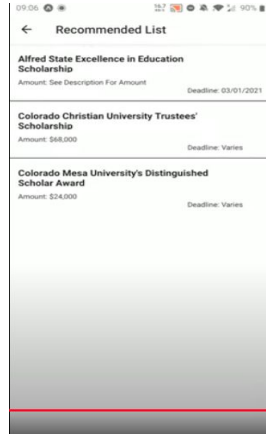 09.06
90%
Recommended List
Alfred State Excellence in Education
Scholarship
Amount: See Description For Amount
Deadline: 03/01/2021
Colorado Christian University Trustees'
Scholarship
Amount: $68,000
Deadline: Varies
Colorado Mesa University's Distinguished
Scholar Award
Amount: $24,000
Deadline: Varies